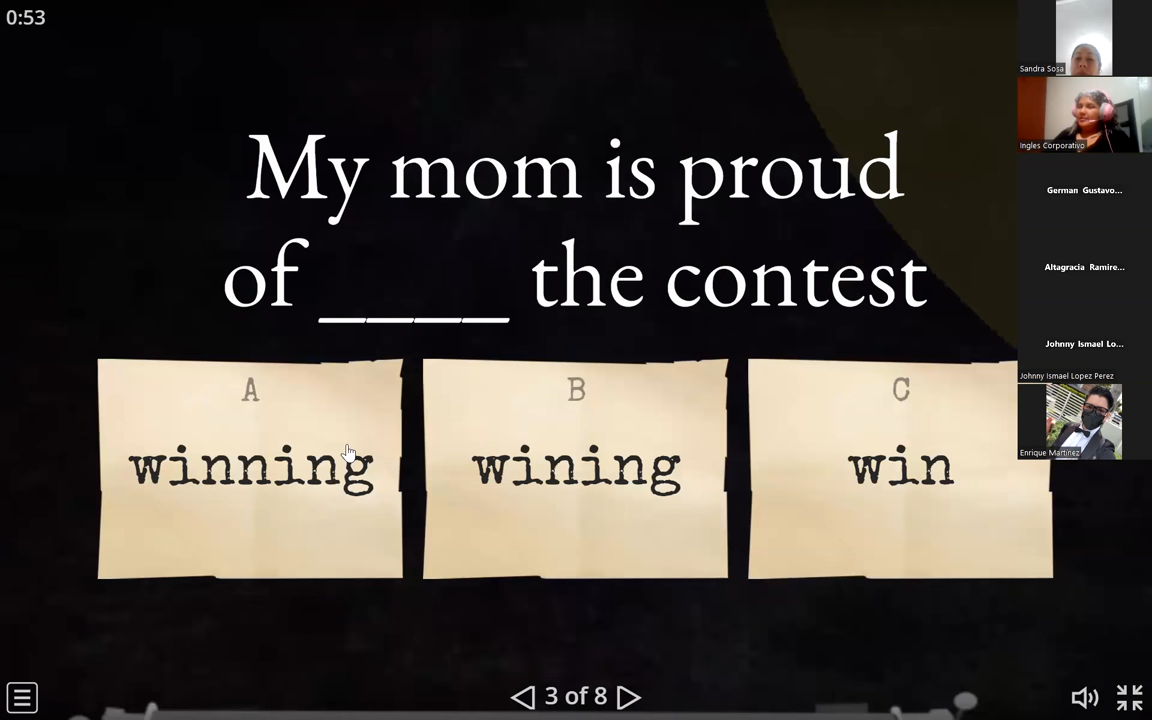 0:53
My mom is proud
of ____ the contest
A
winning
B
wining
C
win
3 of 8
Sandra Sosa
Ingles Corporativo
German Gustavo...
Altagracia Ramire...
Johnny Ismael Lo...
Johnny Ismael Lopez Perez
Enrique Martinez